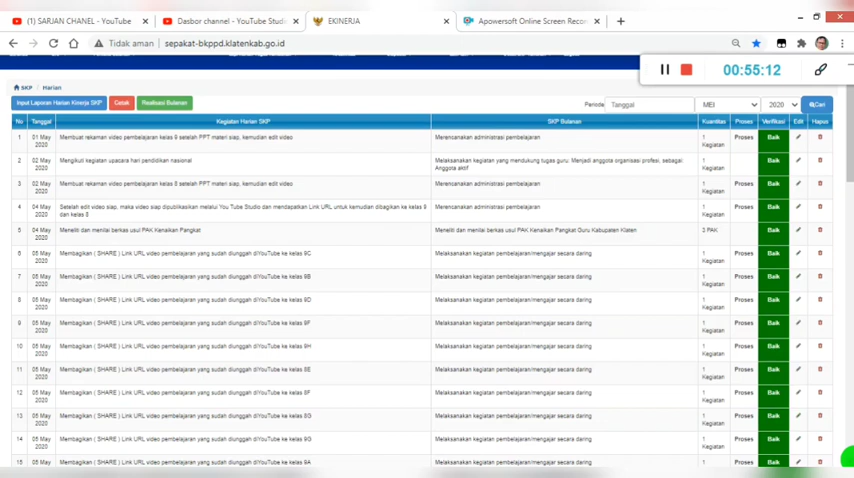 (1) SARJAN CHANEL - YouTube
Dasbor channel - YouTube Studi
EKINERJA
Apowersoft Online Screen Recor
Tidak aman | sepakat-bkppd.klatenkab.go.id
00:55:12
SKP Harian
Input Laporan Harian Kinerja SKP Cetak Realisasi Bulanan Periode Tanggal MEI 2020 Cari
No Tanggal Kegiatan Harian SKP SKP Bulanan Kuantitas Proses Verifikasi Edit Hapus
1 01 May 2020 Membuat rekaman video pembelajaran kelas 9 setelah PPT materi siap, kemudian edit video Merencanakan administrasi pembelajaran 1 Kegiatan Proses Baik
2 02 May 2020 Mengikuti kegiatan upacara hari pendidikan nasional Melaksanakan kegiatan yang mendukung tugas guru: Menjadi anggota organisasi profesi, sebagai: Anggota aktif 1 Kegiatan Proses Baik
3 02 May 2020 Membuat rekaman video pembelajaran kelas 8 setelah PPT materi siap, kemudian edit video Merencanakan administrasi pembelajaran 1 Kegiatan Proses Baik
4 04 May 2020 Setelah edit video siap, maka video siap dipublikasikan melalui You Tube Studio dan mendapatkan Link URL untuk kemudian dibagikan ke kelas 9 dan kelas 8 Merencanakan administrasi pembelajaran 1 Kegiatan Proses Baik
5 04 May 2020 Meneliti dan menilai berkas usul PAK Kenaikan Pangkat Meneliti dan menilai berkas usul PAK Kenaikan Pangkat Guru Kabupaten Klaten 3 PAK Proses Baik
6 05 May 2020 Membagikan ( SHARE ) Link URL video pembelajaran yang sudah diunggah diYouTube ke kelas 9C Melaksanakan kegiatan pembelajaran/mengajar secara daring 1 Kegiatan Proses Baik
7 05 May 2020 Membagikan ( SHARE ) Link URL video pembelajaran yang sudah diunggah diYouTube ke kelas 9B Melaksanakan kegiatan pembelajaran/mengajar secara daring 1 Kegiatan Proses Baik
8 05 May 2020 Membagikan ( SHARE ) Link URL video pembelajaran yang sudah diunggah diYouTube ke kelas 9D Melaksanakan kegiatan pembelajaran/mengajar secara daring 1 Kegiatan Proses Baik
9 05 May 2020 Membagikan ( SHARE ) Link URL video pembelajaran yang sudah diunggah diYouTube ke kelas 9F Melaksanakan kegiatan pembelajaran/mengajar secara daring 1 Kegiatan Proses Baik
10 05 May 2020 Membagikan ( SHARE ) Link URL video pembelajaran yang sudah diunggah diYouTube ke kelas 9H Melaksanakan kegiatan pembelajaran/mengajar secara daring 1 Kegiatan Proses Baik
11 05 May 2020 Membagikan ( SHARE ) Link URL video pembelajaran yang sudah diunggah diYouTube ke kelas 8E Melaksanakan kegiatan pembelajaran/mengajar secara daring 1 Kegiatan Proses Baik
12 05 May 2020 Membagikan ( SHARE ) Link URL video pembelajaran yang sudah diunggah diYouTube ke kelas 8F Melaksanakan kegiatan pembelajaran/mengajar secara daring 1 Kegiatan Proses Baik
13 05 May 2020 Membagikan ( SHARE ) Link URL video pembelajaran yang sudah diunggah diYouTube ke kelas 8G Melaksanakan kegiatan pembelajaran/mengajar secara daring 1 Kegiatan Proses Baik
14 05 May 2020 Membagikan ( SHARE ) Link URL video pembelajaran yang sudah diunggah diYouTube ke kelas 9G Melaksanakan kegiatan pembelajaran/mengajar secara daring 1 Kegiatan Proses Baik
15 05 May Membagikan ( SHARE ) Link URL video pembelajaran yang sudah diunggah diYouTube ke kelas 9A Melaksanakan kegiatan pembelajaran/mengajar secara daring 1 Proses Baik